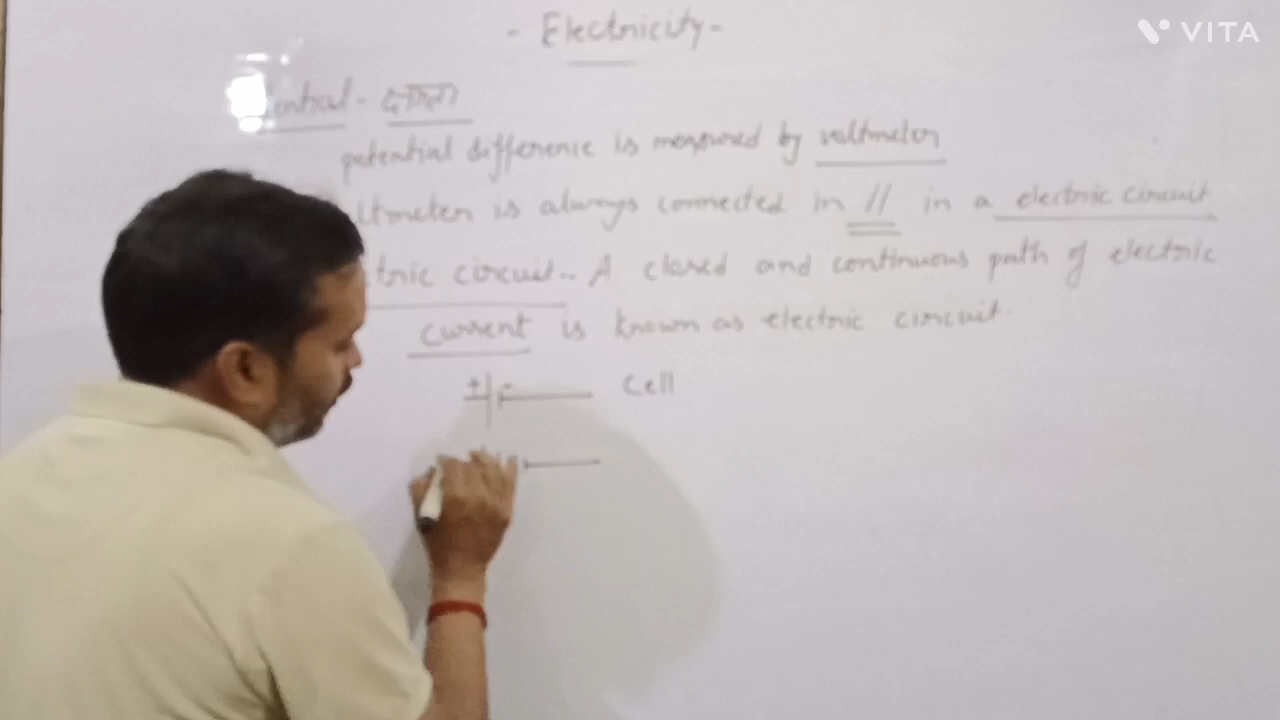 VITA
- Electricity -
ential -
potential difference is measured by voltmeter
ltmeter is always connected in // in a electric circuit
tric circuit.. A closed and continuous path of electric
current is known as electric circuit.
+ - Cell